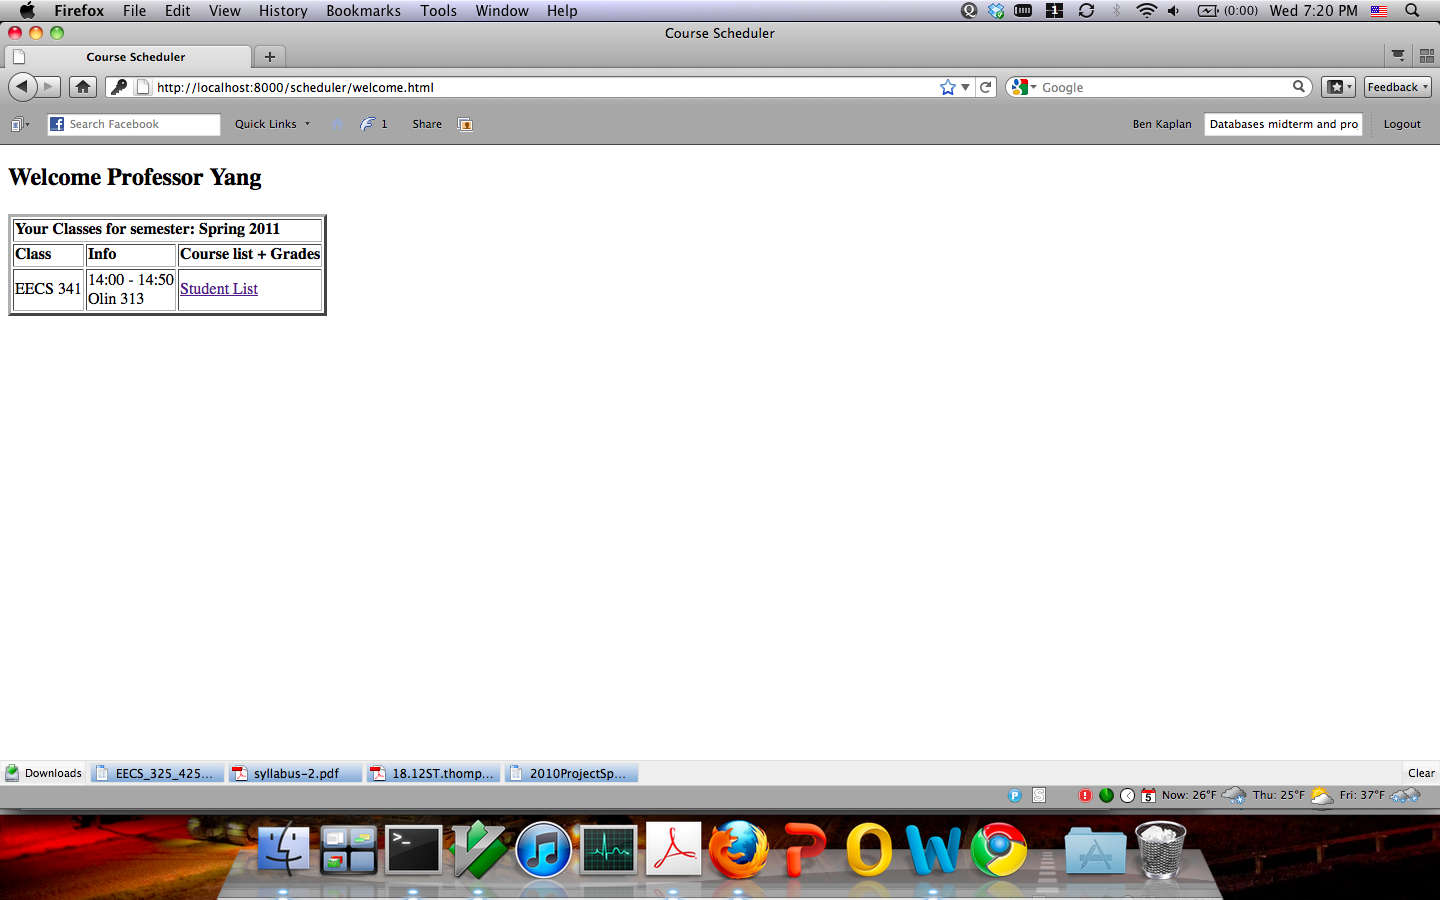 Firefox File Edit View History Bookmarks Tools Window Help 1 (0:00) Wed 7:20 PM
Course Scheduler
Course Scheduler
http://localhost:8000/scheduler/welcome.html Google Feedback
Search Facebook Quick Links 1 Share Ben Kaplan Databases midterm and pro Logout
Welcome Professor Yang
Your Classes for semester: Spring 2011
Class Info Course list + Grades
EECS 341 14:00 - 14:50 Student List
Olin 313
Downloads EECS_325_425... syllabus-2.pdf 18.12ST.thomp... 2010ProjectSp... Clear
P S 5 Now: 26°F Thu: 25°F Fri: 37°F